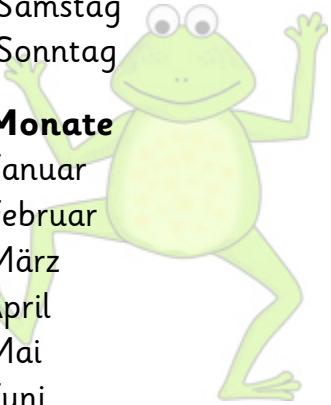 Samstag
Sonntag
Monate
Januar
Februar
März
April
Mai
Juni